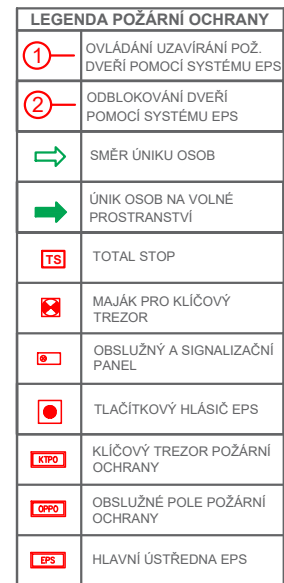 LEGENDA POŽÁRNÍ OCHRANY
1 OVLÁDÁNÍ UZAVÍRÁNÍ POŽ.
DVEŘÍ POMOCÍ SYSTÉMU EPS
2 ODBLOKOVÁNÍ DVEŘÍ
POMOCÍ SYSTÉMU EPS
SMĚR ÚNIKU OSOB
ÚNIK OSOB NA VOLNÉ
PROSTRANSTVÍ
TS TOTAL STOP
MAJÁK PRO KLÍČOVÝ
TREZOR
OBSLUŽNÝ A SIGNALIZAČNÍ
PANEL
TLAČÍTKOVÝ HLÁSIČ EPS
KTPO KLÍČOVÝ TREZOR POŽÁRNÍ
OCHRANY
OPPO OBSLUŽNÉ POLE POŽÁRNÍ
OCHRANY
EPS HLAVNÍ ÚSTŘEDNA EPS